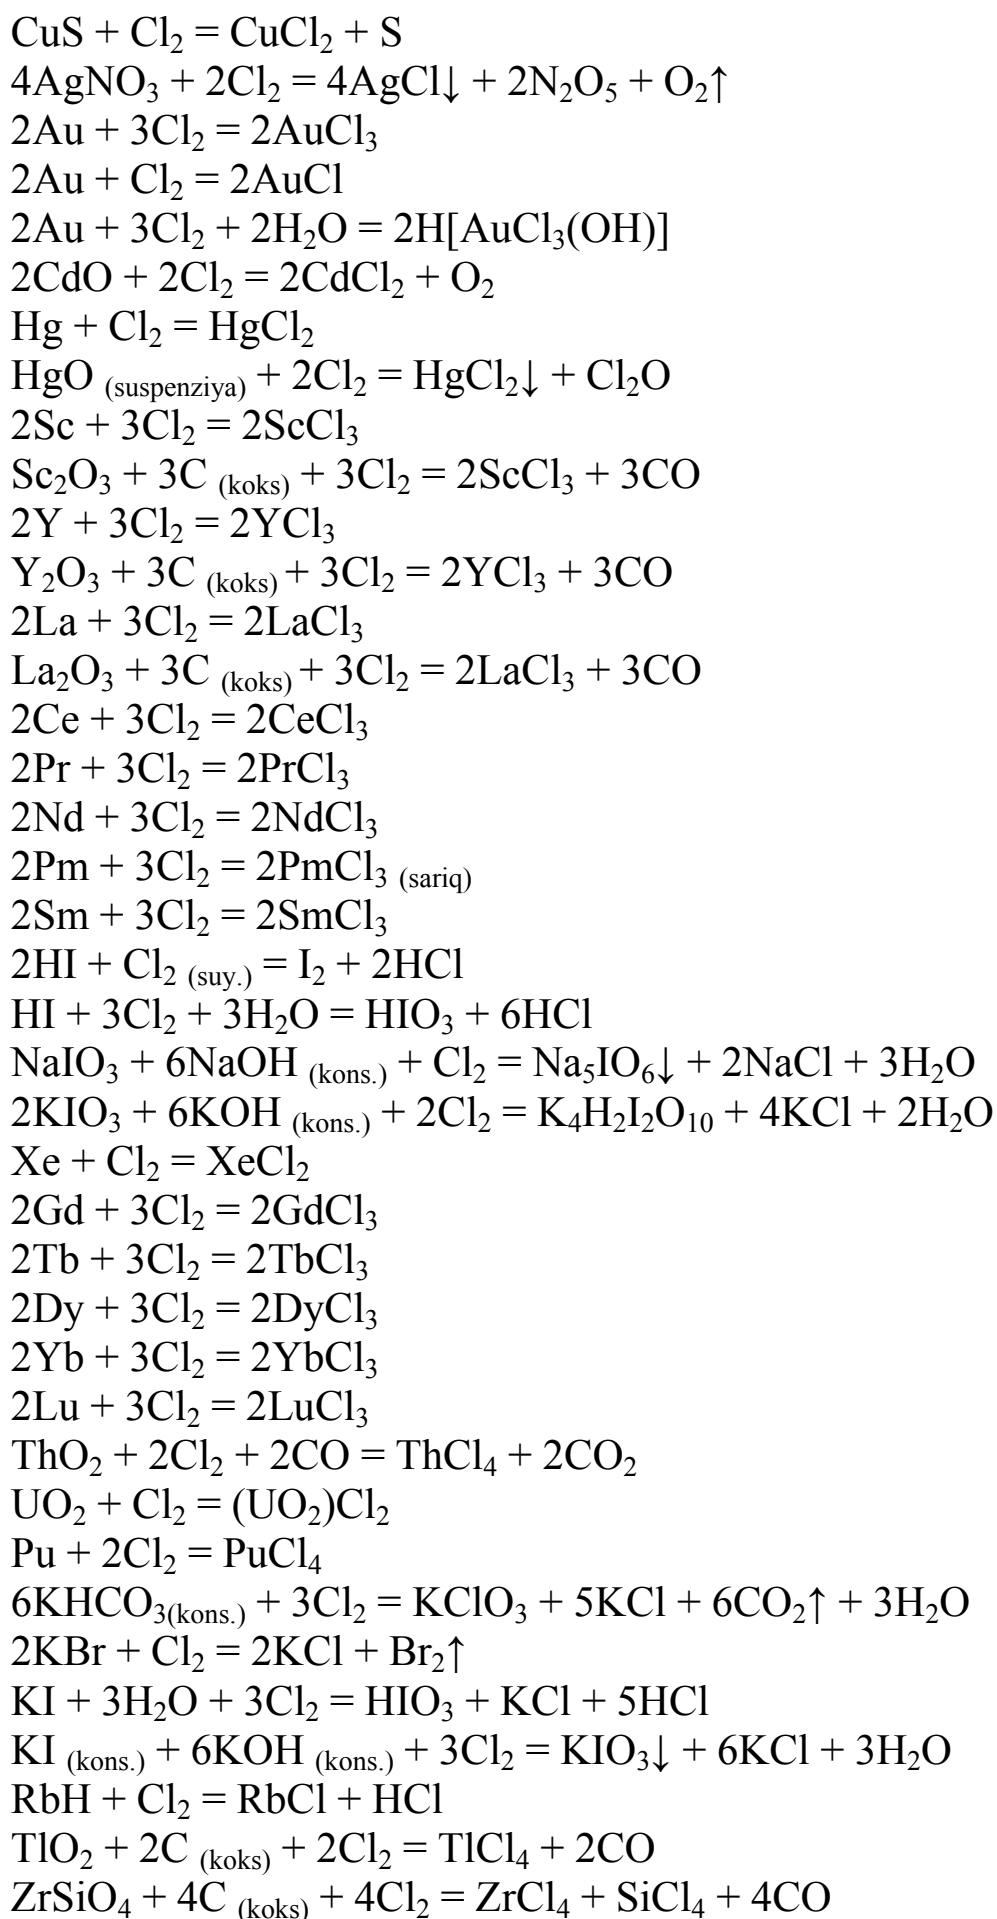 CuS + Cl₂ = CuCl₂ + S
4AgNO₃ + 2Cl₂ = 4AgCl↓ + 2N₂O₅ + O₂↑
2Au + 3Cl₂ = 2AuCl₃
2Au + Cl₂ = 2AuCl
2Au + 3Cl₂ + 2H₂O = 2H[AuCl₃(OH)]
2CdO + 2Cl₂ = 2CdCl₂ + O₂
Hg + Cl₂ = HgCl₂
HgO (suspenziya) + 2Cl₂ = HgCl₂↓ + Cl₂O
2Sc + 3Cl₂ = 2ScCl₃
Sc₂O₃ + 3C (koks) + 3Cl₂ = 2ScCl₃ + 3CO
2Y + 3Cl₂ = 2YCl₃
Y₂O₃ + 3C (koks) + 3Cl₂ = 2YCl₃ + 3CO
2La + 3Cl₂ = 2LaCl₃
La₂O₃ + 3C (koks) + 3Cl₂ = 2LaCl₃ + 3CO
2Ce + 3Cl₂ = 2CeCl₃
2Pr + 3Cl₂ = 2PrCl₃
2Nd + 3Cl₂ = 2NdCl₃
2Pm + 3Cl₂ = 2PmCl₃ (sariq)
2Sm + 3Cl₂ = 2SmCl₃
2HI + Cl₂ (suy.) = I₂ + 2HCl
HI + 3Cl₂ + 3H₂O = HIO₃ + 6HCl
NaIO₃ + 6NaOH (kons.) + Cl₂ = Na₅IO₆↓ + 2NaCl + 3H₂O
2KIO₃ + 6KOH (kons.) + 2Cl₂ = K₄H₂I₂O₁₀ + 4KCl + 2H₂O
Xe + Cl₂ = XeCl₂
2Gd + 3Cl₂ = 2GdCl₃
2Tb + 3Cl₂ = 2TbCl₃
2Dy + 3Cl₂ = 2DyCl₃
2Yb + 3Cl₂ = 2YbCl₃
2Lu + 3Cl₂ = 2LuCl₃
ThO₂ + 2Cl₂ + 2CO = ThCl₄ + 2CO₂
UO₂ + Cl₂ = (UO₂)Cl₂
Pu + 2Cl₂ = PuCl₄
6KHCO₃(kons.) + 3Cl₂ = KClO₃ + 5KCl + 6CO₂↑ + 3H₂O
2KBr + Cl₂ = 2KCl + Br₂↑
KI + 3H₂O + 3Cl₂ = HIO₃ + KCl + 5HCl
KI (kons.) + 6KOH (kons.) + 3Cl₂ = KIO₃↓ + 6KCl + 3H₂O
RbH + Cl₂ = RbCl + HCl
TlO₂ + 2C (koks) + 2Cl₂ = TlCl₄ + 2CO
ZrSiO₄ + 4C (koks) + 4Cl₂ = ZrCl₄ + SiCl₄ + 4CO